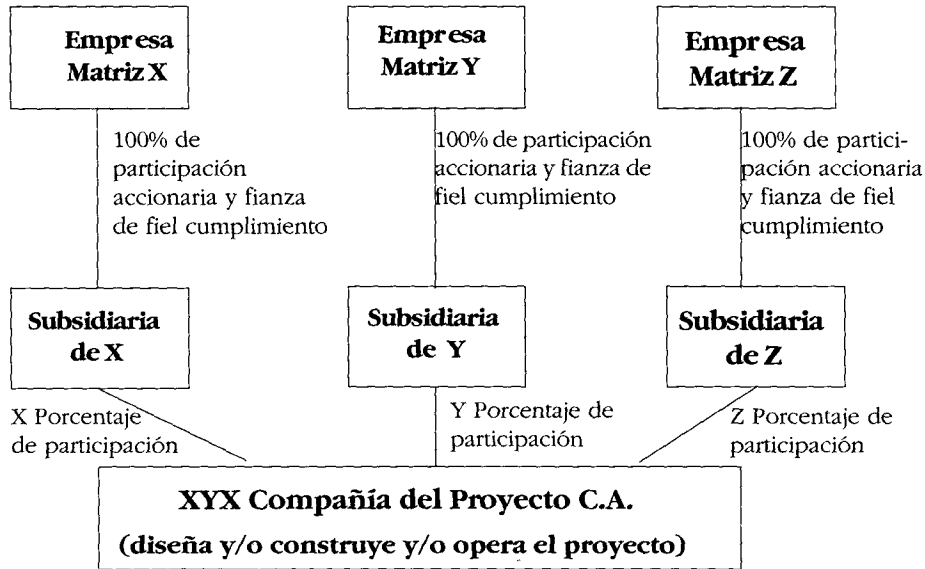 Empresa
Matriz X
Empresa
Matriz Y
Empresa
Matriz Z
100% de
participación
accionaria y fianza
de fiel cumplimiento
100% de participación
accionaria y fianza de
fiel cumplimiento
100% de partici-
pación accionaria
y fianza de fiel
cumplimiento
Subsidiaria
de X
Subsidiaria
de Y
Subsidiaria
de Z
X Porcentaje
de participación
Y Porcentaje de
participación
Z Porcentaje de
participación
XYX Compañía del Proyecto C.A.
(diseña y/o construye y/o opera el proyecto)